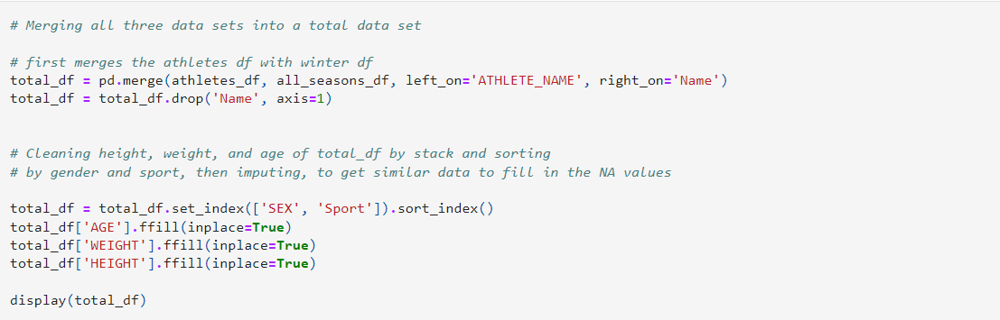 # Merging all three data sets into a total data set
# first merges the athletes df with winter df
total_df = pd.merge(athletes_df, all_seasons_df, left_on='ATHLETE_NAME', right_on='Name')
total_df = total_df.drop('Name', axis=1)
# Cleaning height, weight, and age of total_df by stack and sorting
# by gender and sport, then imputing, to get similar data to fill in the NA values
total_df = total_df.set_index(['SEX', 'Sport']).sort_index()
total_df['AGE'].ffill(inplace=True)
total_df['WEIGHT'].ffill(inplace=True)
total_df['HEIGHT'].ffill(inplace=True)
display(total_df)